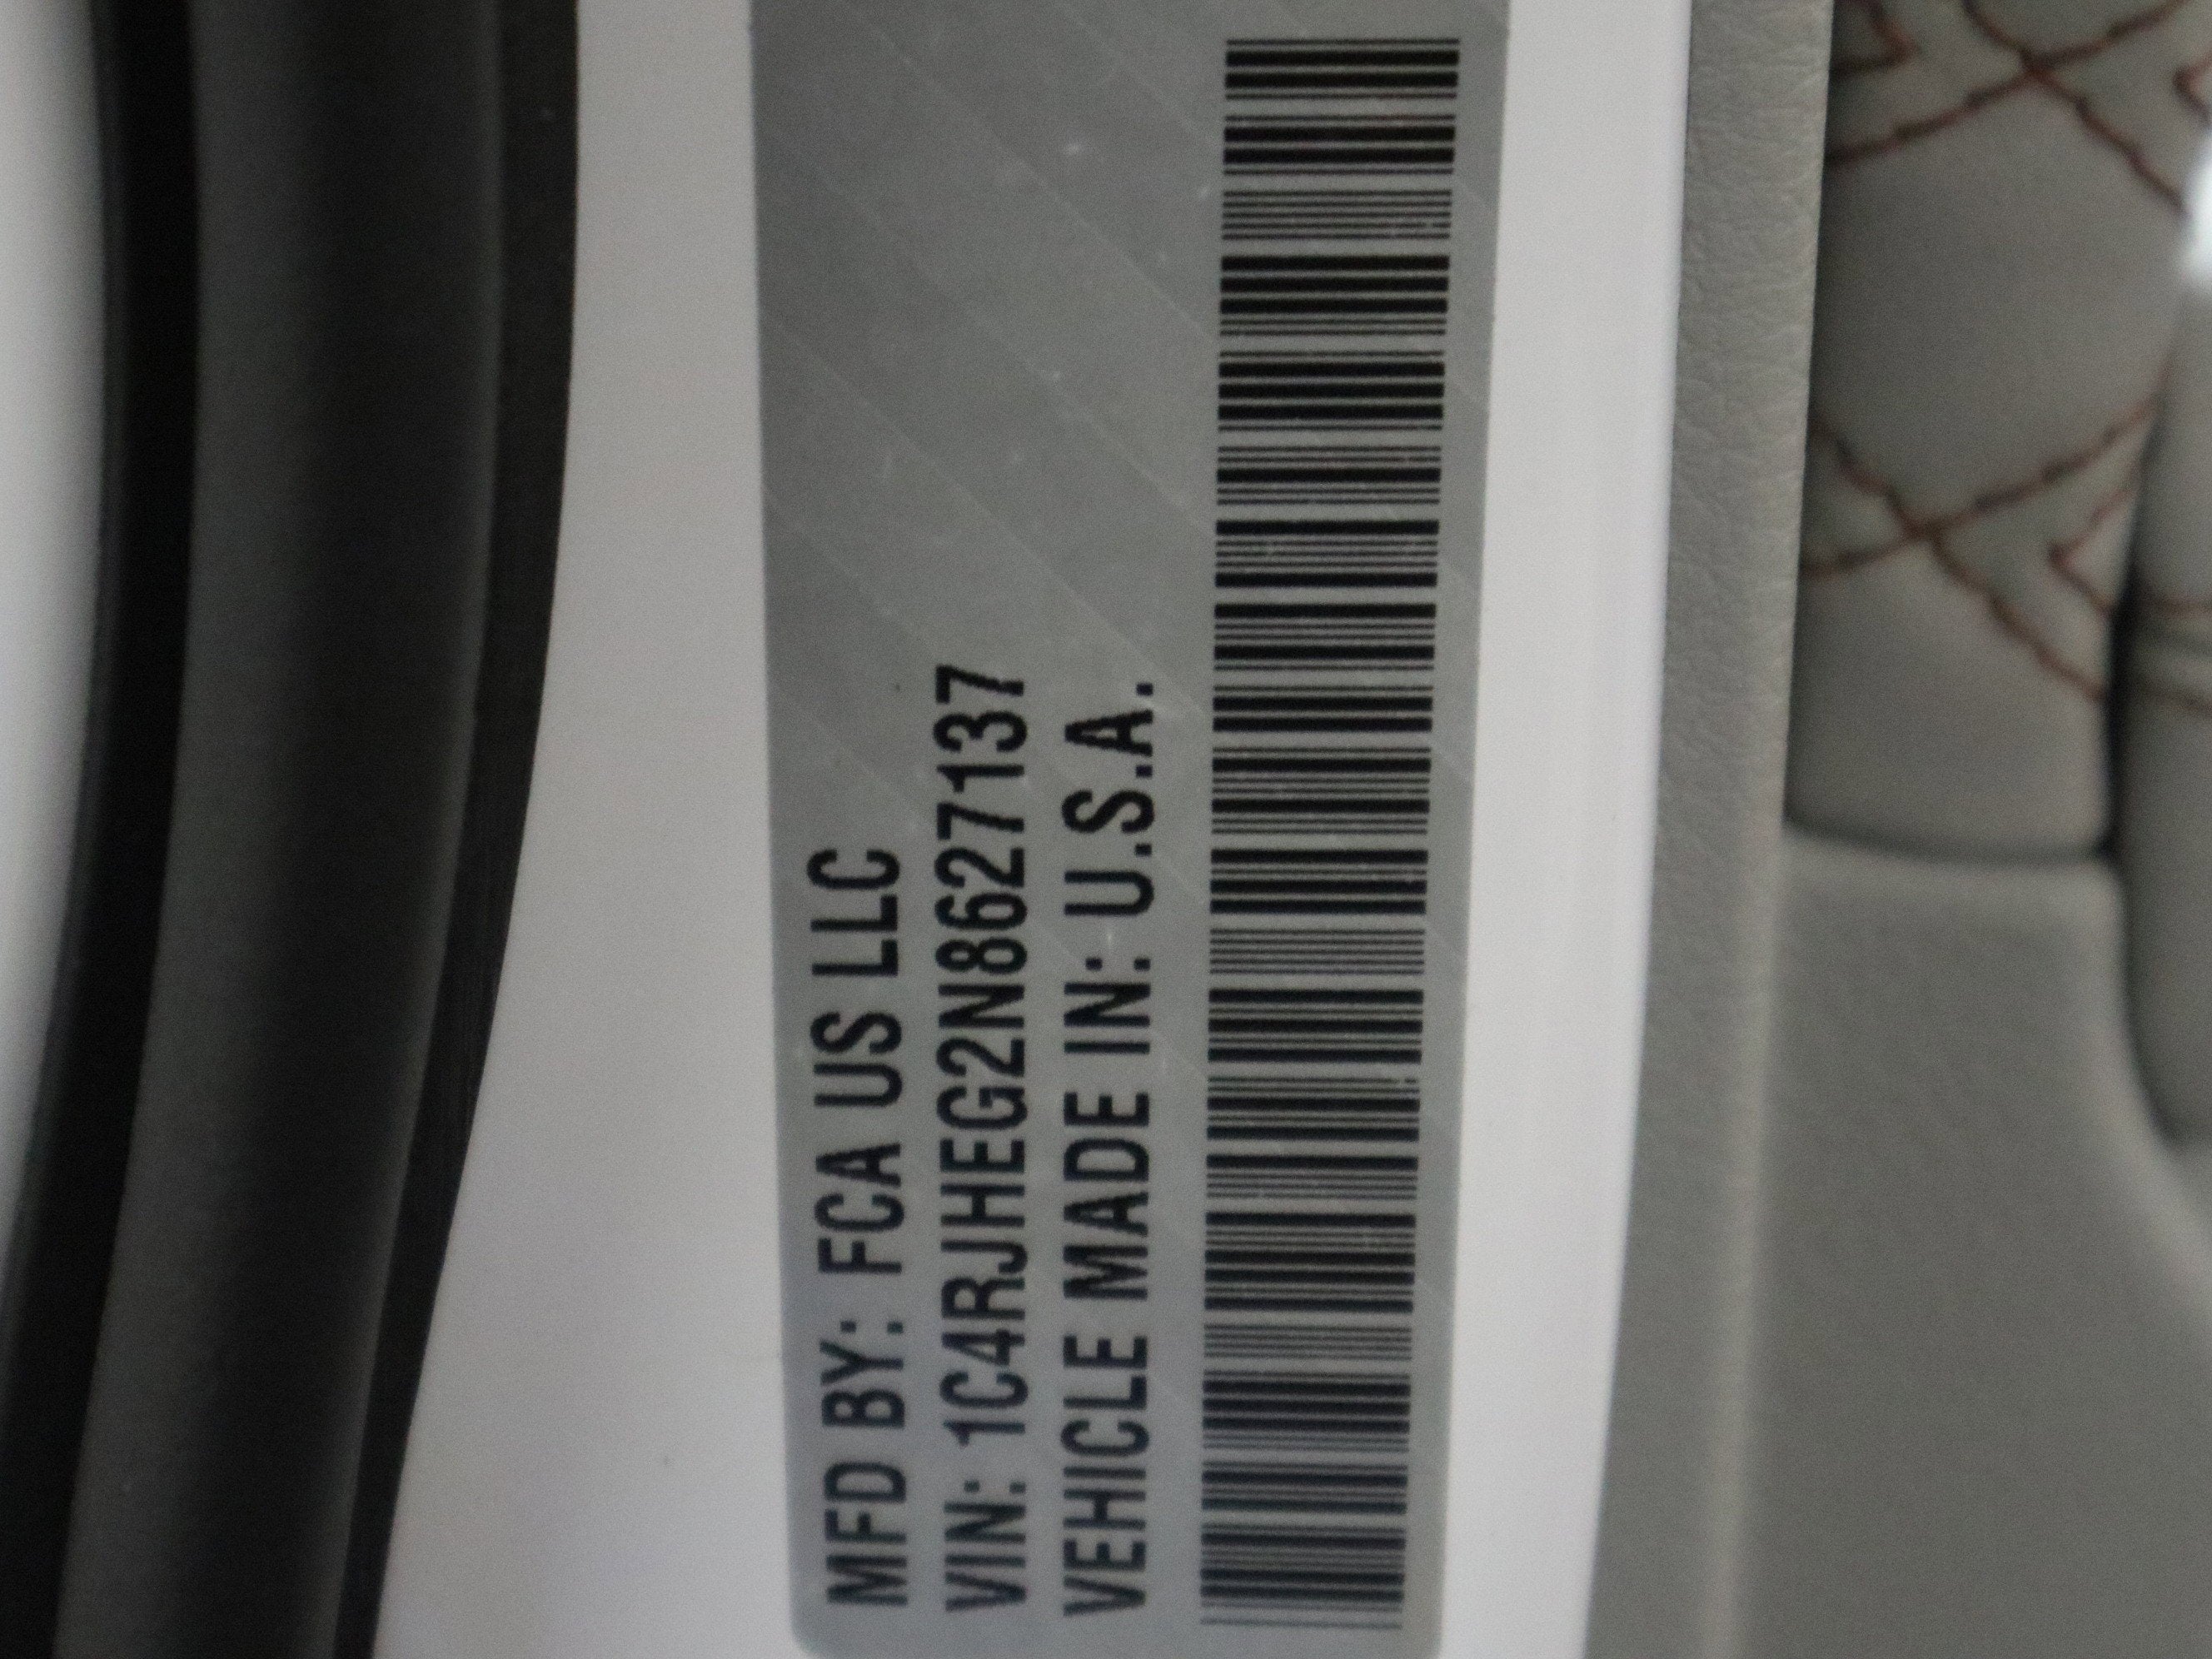 MFD BY: FCA US LLC
VIN: 1C4RJHEG2N8627137
VEHICLE MADE IN: U.S.A.